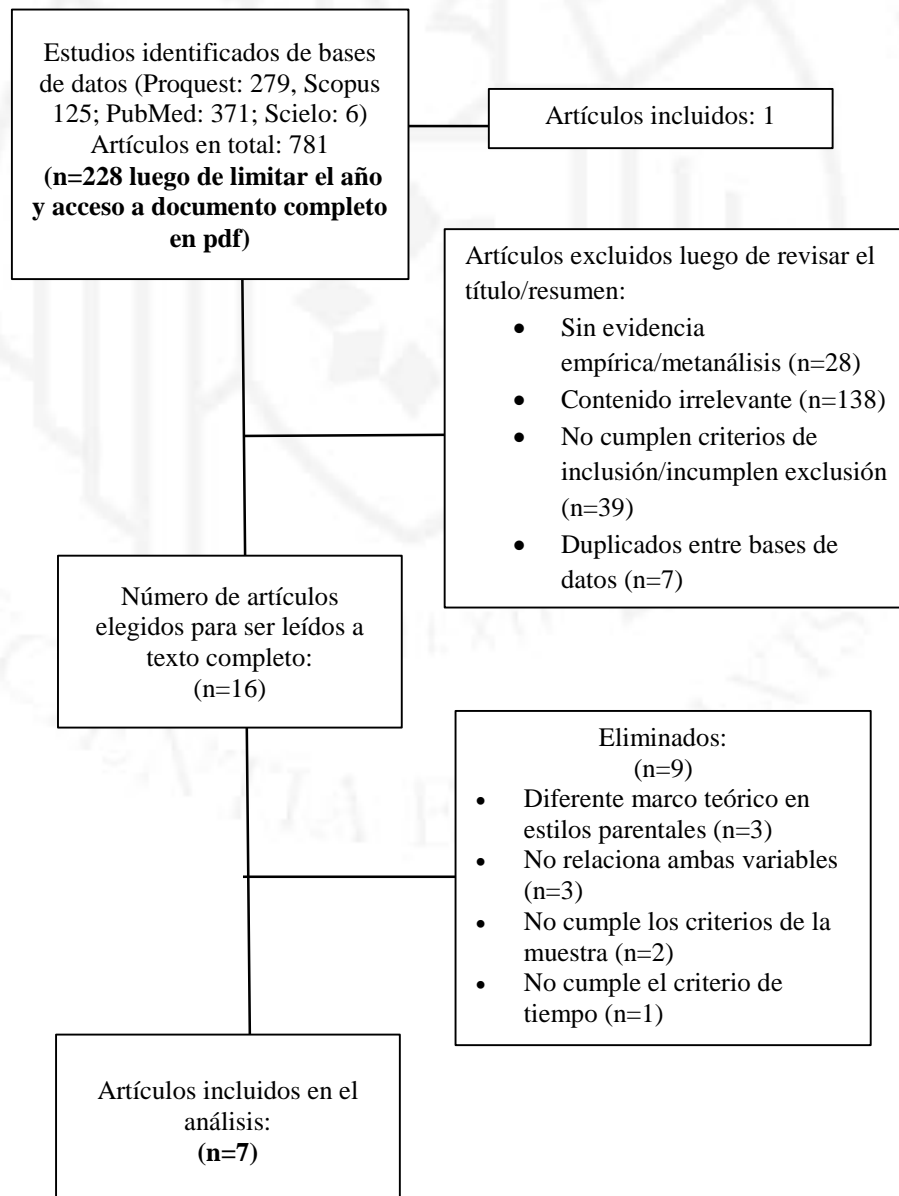 Estudios identificados de bases
de datos (Proquest: 279, Scopus
125; PubMed: 371; Scielo: 6)
Artículos en total: 781
(n=228 luego de limitar el año
y acceso a documento completo
en pdf)
Artículos incluidos: 1
Artículos excluidos luego de revisar el
título/resumen:
• Sin evidencia
empírica/metanálisis (n=28)
• Contenido irrelevante (n=138)
• No cumplen criterios de
inclusión/incumplen exclusión
(n=39)
• Duplicados entre bases de
datos (n=7)
Número de artículos
elegidos para ser leídos a
texto completo:
(n=16)
Eliminados:
(n=9)
• Diferente marco teórico en
estilos parentales (n=3)
• No relaciona ambas variables
(n=3)
• No cumple los criterios de la
muestra (n=2)
• No cumple el criterio de
tiempo (n=1)
Artículos incluidos en el
análisis:
(n=7)